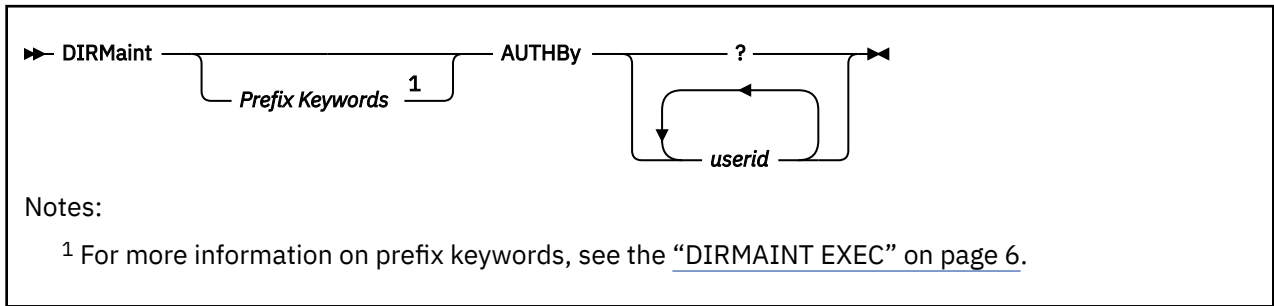 DIRMaint AUTHBy ?
Prefix Keywords 1
userid
Notes:
1 For more information on prefix keywords, see the “DIRMAINT EXEC” on page 6.